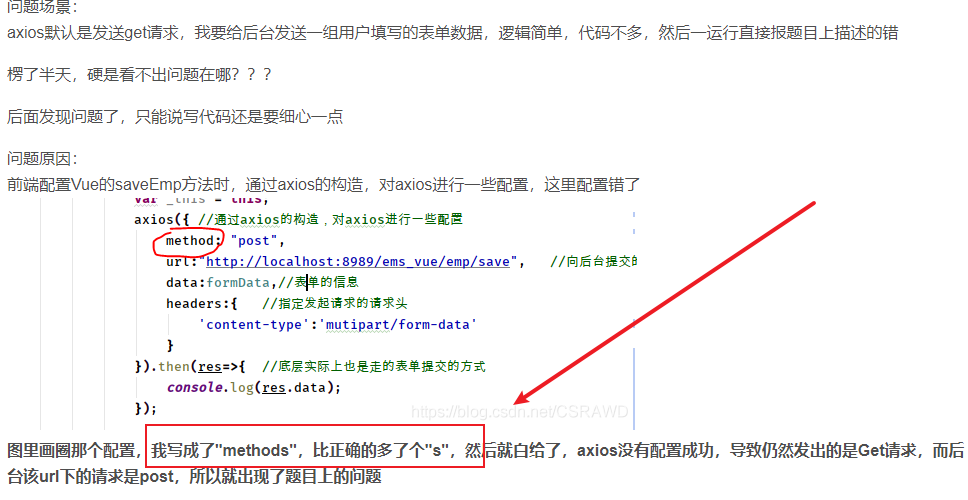 问题场景：
axios默认是发送get请求，我要给后台发送一组用户填写的表单数据，逻辑简单，代码不多，然后一运行直接报题目上描述的错
楞了半天，硬是看不出问题在哪？？？
后面发现问题了，只能说写代码还是要细心一点
问题原因：
前端配置Vue的saveEmp方法时，通过axios的构造，对axios进行一些配置，这里配置错了
var _this = this;
axios({ //通过axios的构造，对axios进行一些配置
method: "post",
url:"http://localhost:8989/ems_vue/emp/save", //向后台提交的
data:formData,//表单的信息
headers:{ //指定发起请求的请求头
'content-type':'mutipart/form-data'
}
}).then(res=>{ //底层实际上也是走的表单提交的方式
console.log(res.data);
});
https://blog.csdn.net/CSRAWD
图里画圈那个配置，我写成了"methods"，比正确的多了个"s"，然后就白给了，axios没有配置成功，导致仍然发出的是Get请求，而后
台该url下的请求是post，所以就出现了题目上的问题